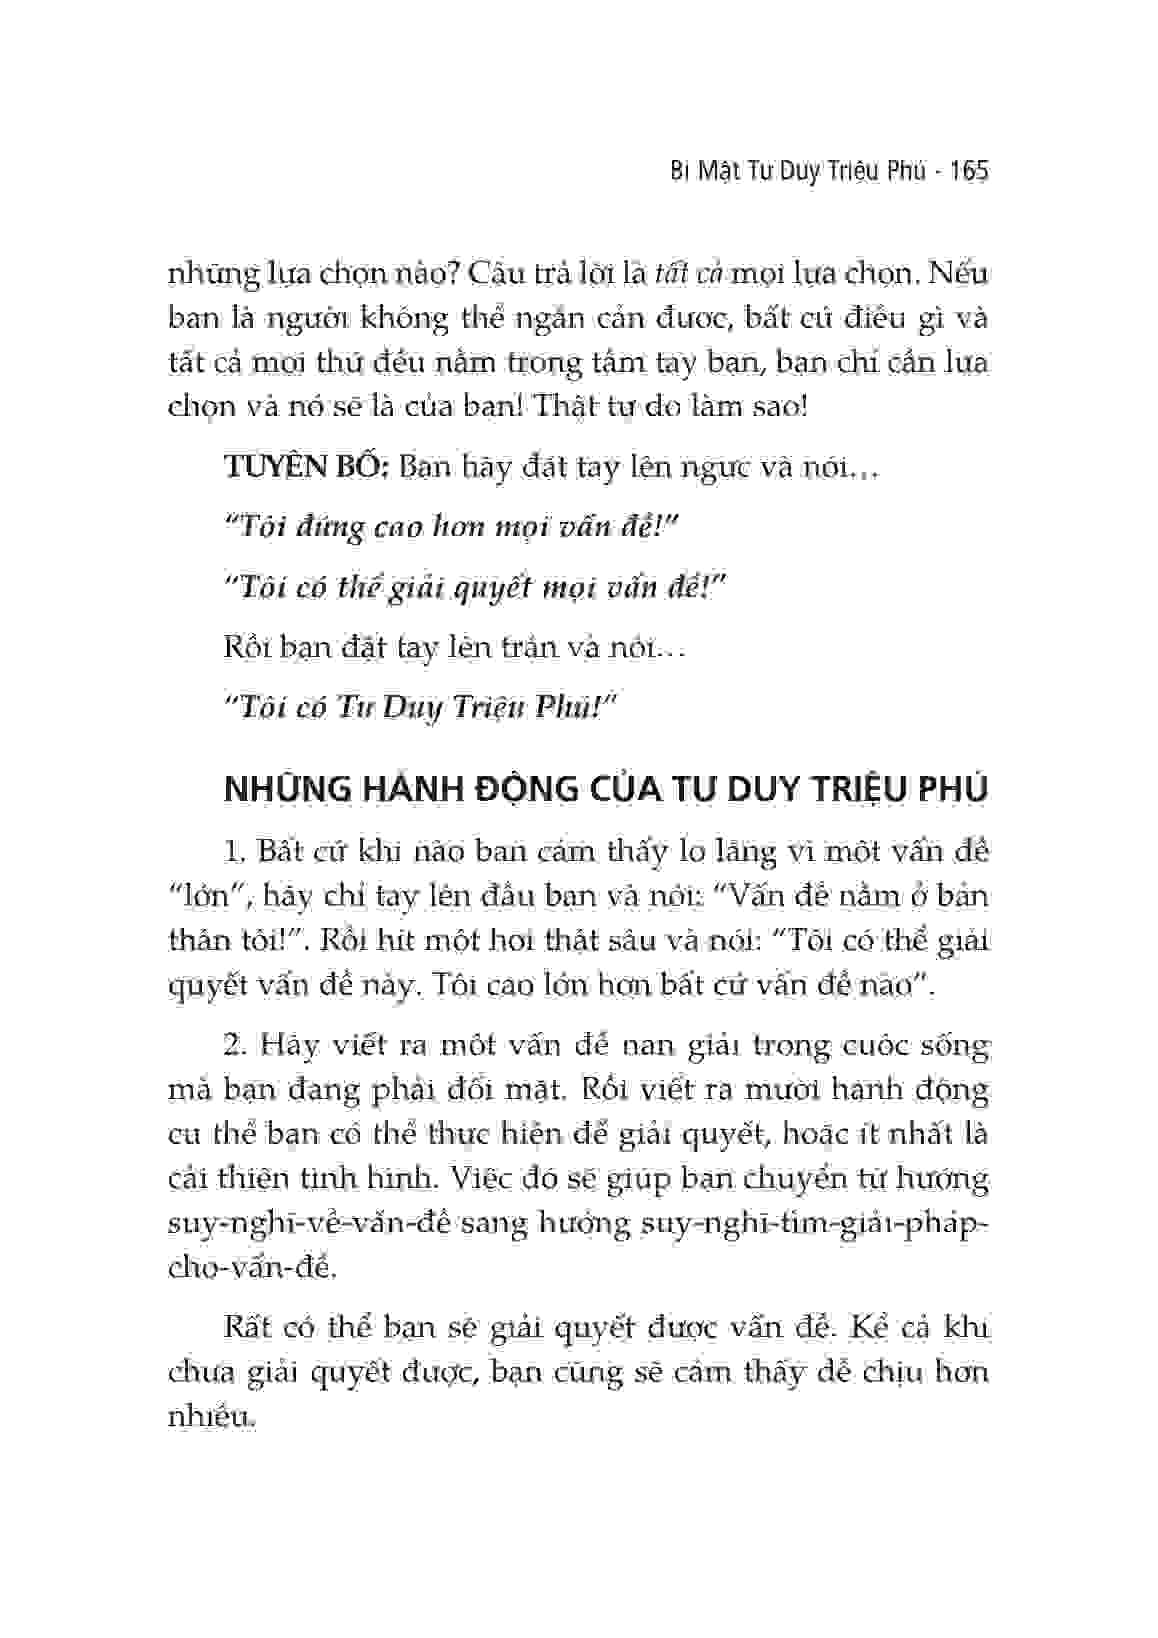 Bí Mật Tư Duy Triệu Phú - 165
những lựa chọn nào? Câu trả lời là tất cả mọi lựa chọn. Nếu
bạn là người không thể ngăn cản được, bất cứ điều gì và
tất cả mọi thứ đều nằm trong tầm tay bạn, bạn chỉ cần lựa
chọn và nó sẽ là của bạn! Thật tự do làm sao!
TUYÊN BỐ: Bạn hãy đặt tay lên ngực và nói…
“Tôi đứng cao hơn mọi vấn đề!”
“Tôi có thể giải quyết mọi vấn đề!”
Rồi bạn đặt tay lên trán và nói…
“Tôi có Tư Duy Triệu Phú!”
NHỮNG HÀNH ĐỘNG CỦA TƯ DUY TRIỆU PHÚ
1. Bất cứ khi nào bạn cảm thấy lo lắng vì một vấn đề
“lớn”, hãy chỉ tay lên đầu bạn và nói: “Vấn đề nằm ở bản
thân tôi!”. Rồi hít một hơi thật sâu và nói: “Tôi có thể giải
quyết vấn đề này. Tôi cao lớn hơn bất cứ vấn đề nào”.
2. Hãy viết ra một vấn đề nan giải trong cuộc sống
mà bạn đang phải đối mặt. Rồi viết ra mười hành động
cụ thể bạn có thể thực hiện để giải quyết, hoặc ít nhất là
cải thiện tình hình. Việc đó sẽ giúp bạn chuyển từ hướng
suy-nghĩ-về-vấn-đề sang hướng suy-nghĩ-tìm-giải-pháp-
cho-vấn-đề.
Rất có thể bạn sẽ giải quyết được vấn đề. Kể cả khi
chưa giải quyết được, bạn cũng sẽ cảm thấy dễ chịu hơn
nhiều.